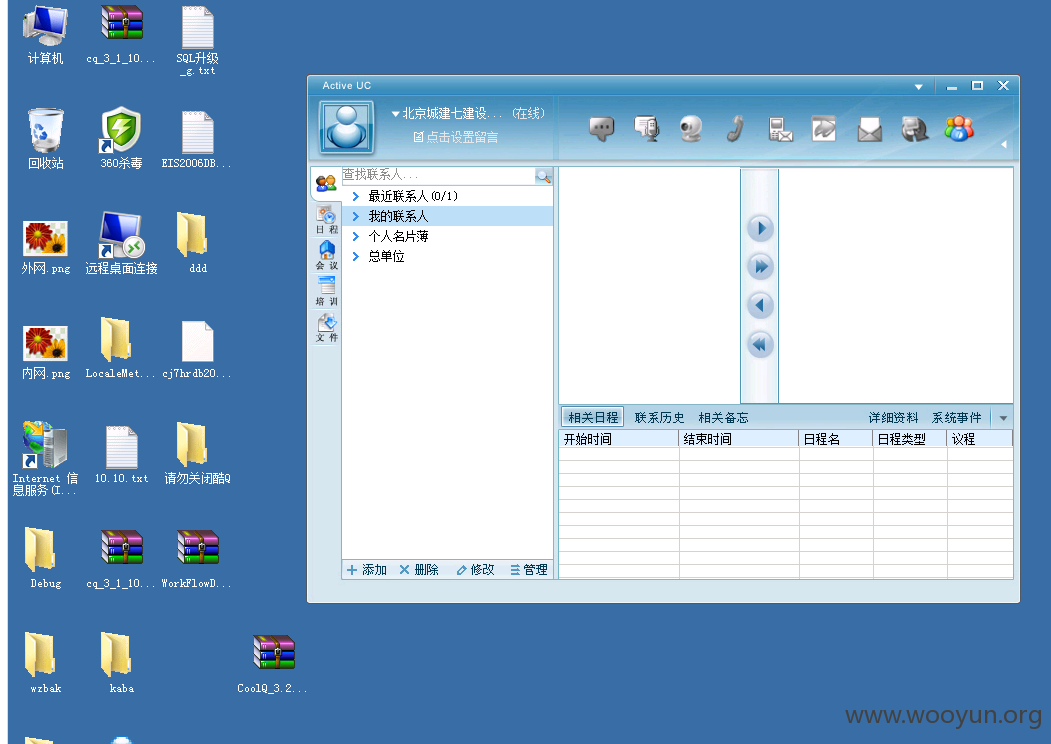 计算机
cq_3_1_10...
SQL升级
_g.txt
回收站
360杀毒
EIS2006DB...
外网.png
远程桌面连接
ddd
内网.png
LocaleMet...
cj7hrdb20...
Internet 信
息服务(I...
10.10.txt
请勿关闭酷Q
Debug
cq_3_1_10...
WorkFlowD...
wzbak
kaba
CoolQ_3.2...
Active UC
北京城建七建设... (在线)
点击设置留言
查找联系人...
最近联系人(0/1)
我的联系人
个人名片薄
总单位
日 程
会 议
培 训
文 件
添加 删除 修改 管理
相关日程 联系历史 相关备忘 详细资料 系统事件
开始时间 结束时间 日程名 日程类型 议程
www.wooyun.org